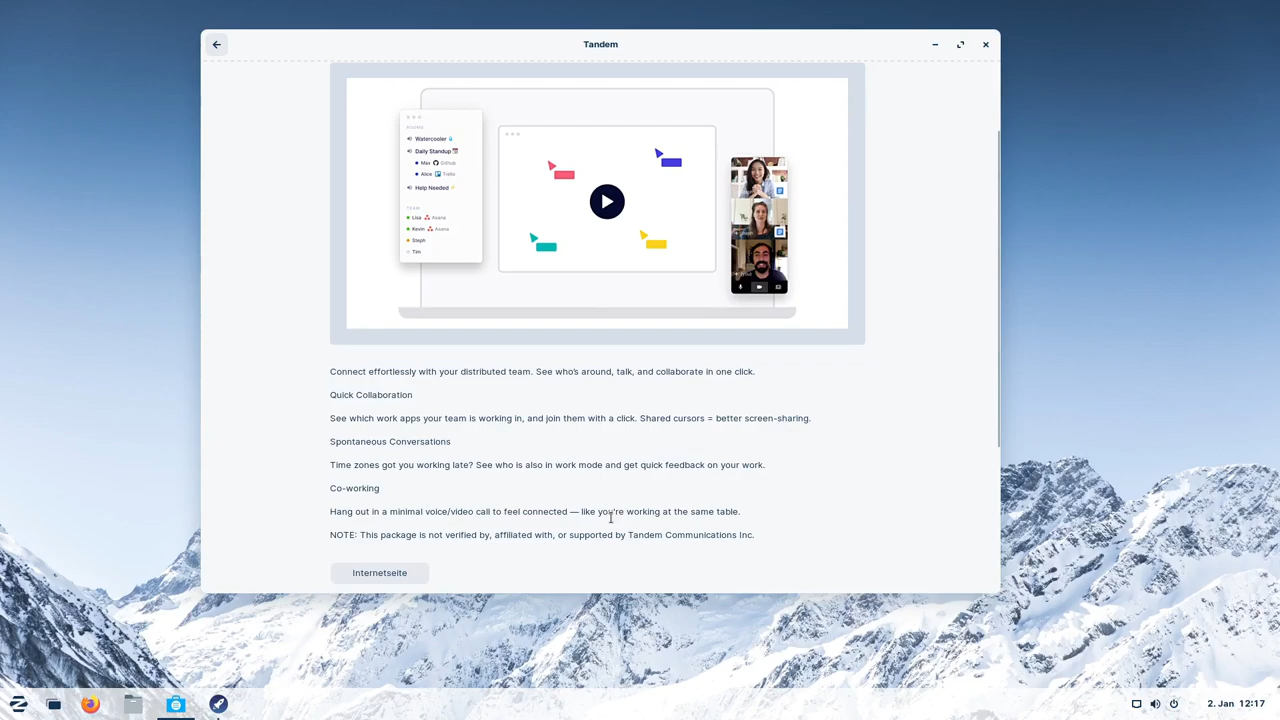 Tandem
ROOMS
Watercooler
Daily Standup
Max Github
Alice Trello
Help Needed
TEAM
Lisa Asana
Kevin Asana
Steph
Tim
Connect effortlessly with your distributed team. See who's around, talk, and collaborate in one click.
Quick Collaboration
See which work apps your team is working in, and join them with a click. Shared cursors = better screen-sharing.
Spontaneous Conversations
Time zones got you working late? See who is also in work mode and get quick feedback on your work.
Co-working
Hang out in a minimal voice/video call to feel connected — like you're working at the same table.
NOTE: This package is not verified by, affiliated with, or supported by Tandem Communications Inc.
Internetseite
2. Jan 12:17